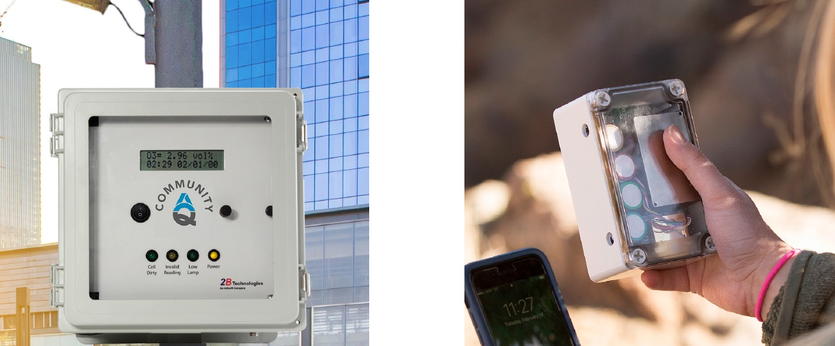 O3= 2.96 vol%
02:29 02/01/00
COMMUNITY
AQ
Cell Dirty
Invalid Reading
Low Lamp
Power
2B Technologies
11:27